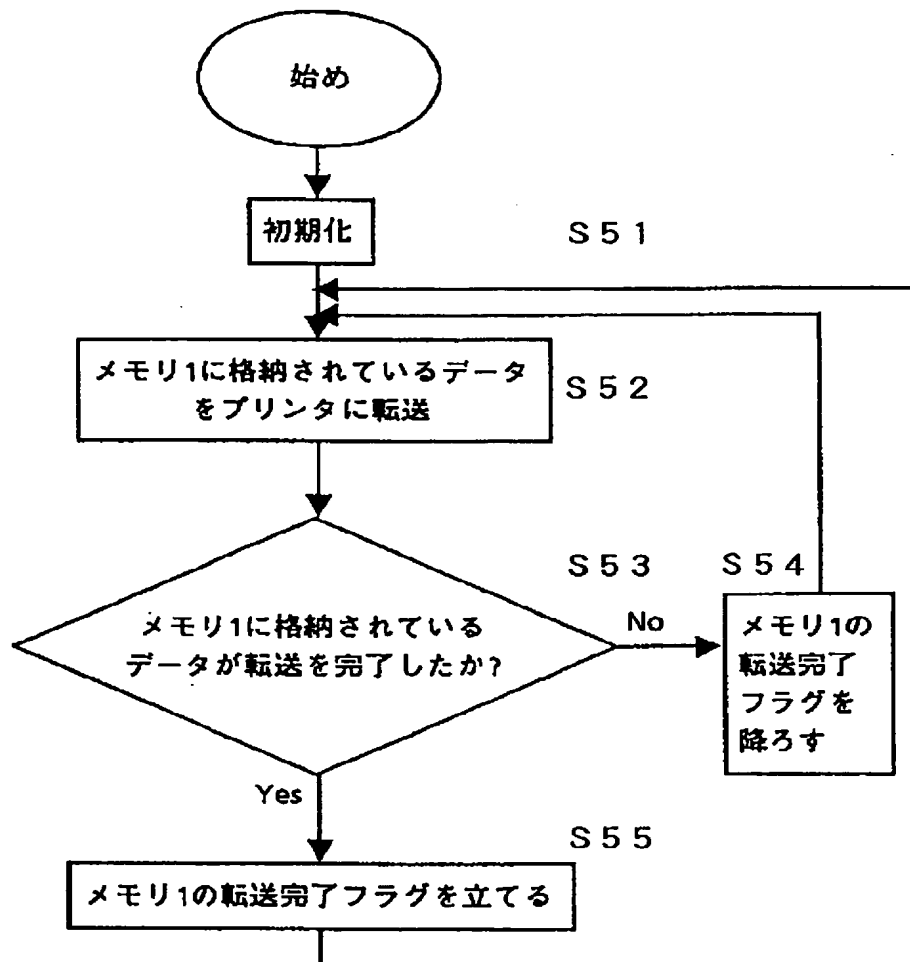 始め
初期化
S51
メモリ1に格納されているデータ
をプリンタに転送
S52
メモリ1に格納されている
データが転送を完了したか?
S53
No
S54
メモリ1の
転送完了
フラグを
降ろす
Yes
S55
メモリ1の転送完了フラグを立てる